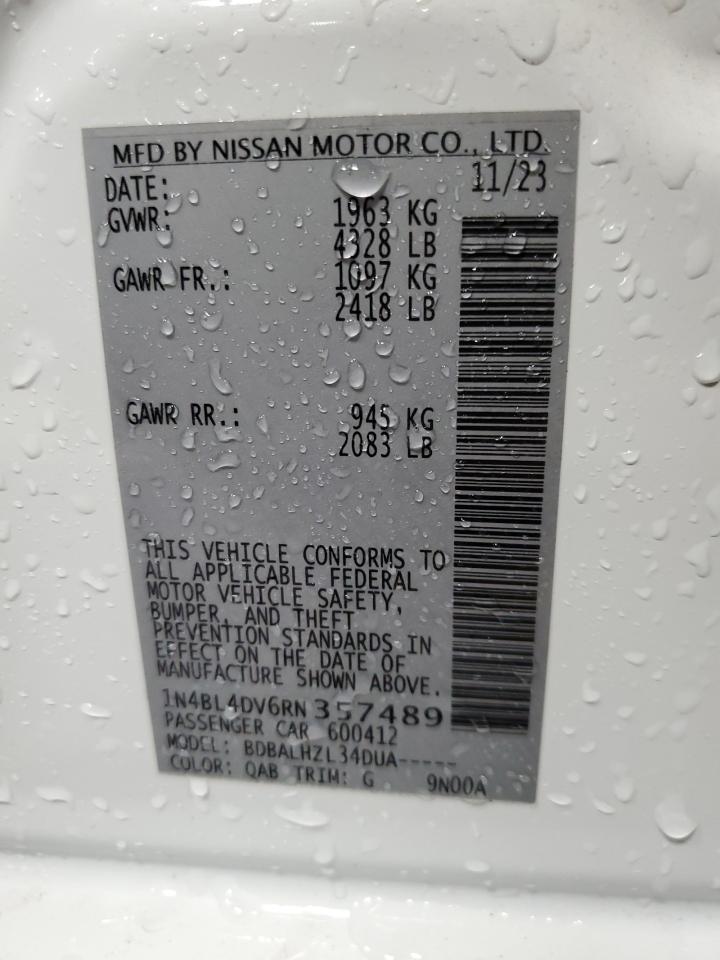 MFD BY NISSAN MOTOR CO., LTD.
DATE: 11/23
GVWR: 1963 KG
4328 LB
GAWR FR.: 1097 KG
2418 LB
GAWR RR.: 945 KG
2083 LB
THIS VEHICLE CONFORMS TO
ALL APPLICABLE FEDERAL
MOTOR VEHICLE SAFETY,
BUMPER, AND THEFT
PREVENTION STANDARDS IN
EFFECT ON THE DATE OF
MANUFACTURE SHOWN ABOVE.
1N4BL4DV6RN357489
PASSENGER CAR 600412
MODEL: BDBALHZL34DUA-----
COLOR: QAB TRIM: G 9N00A